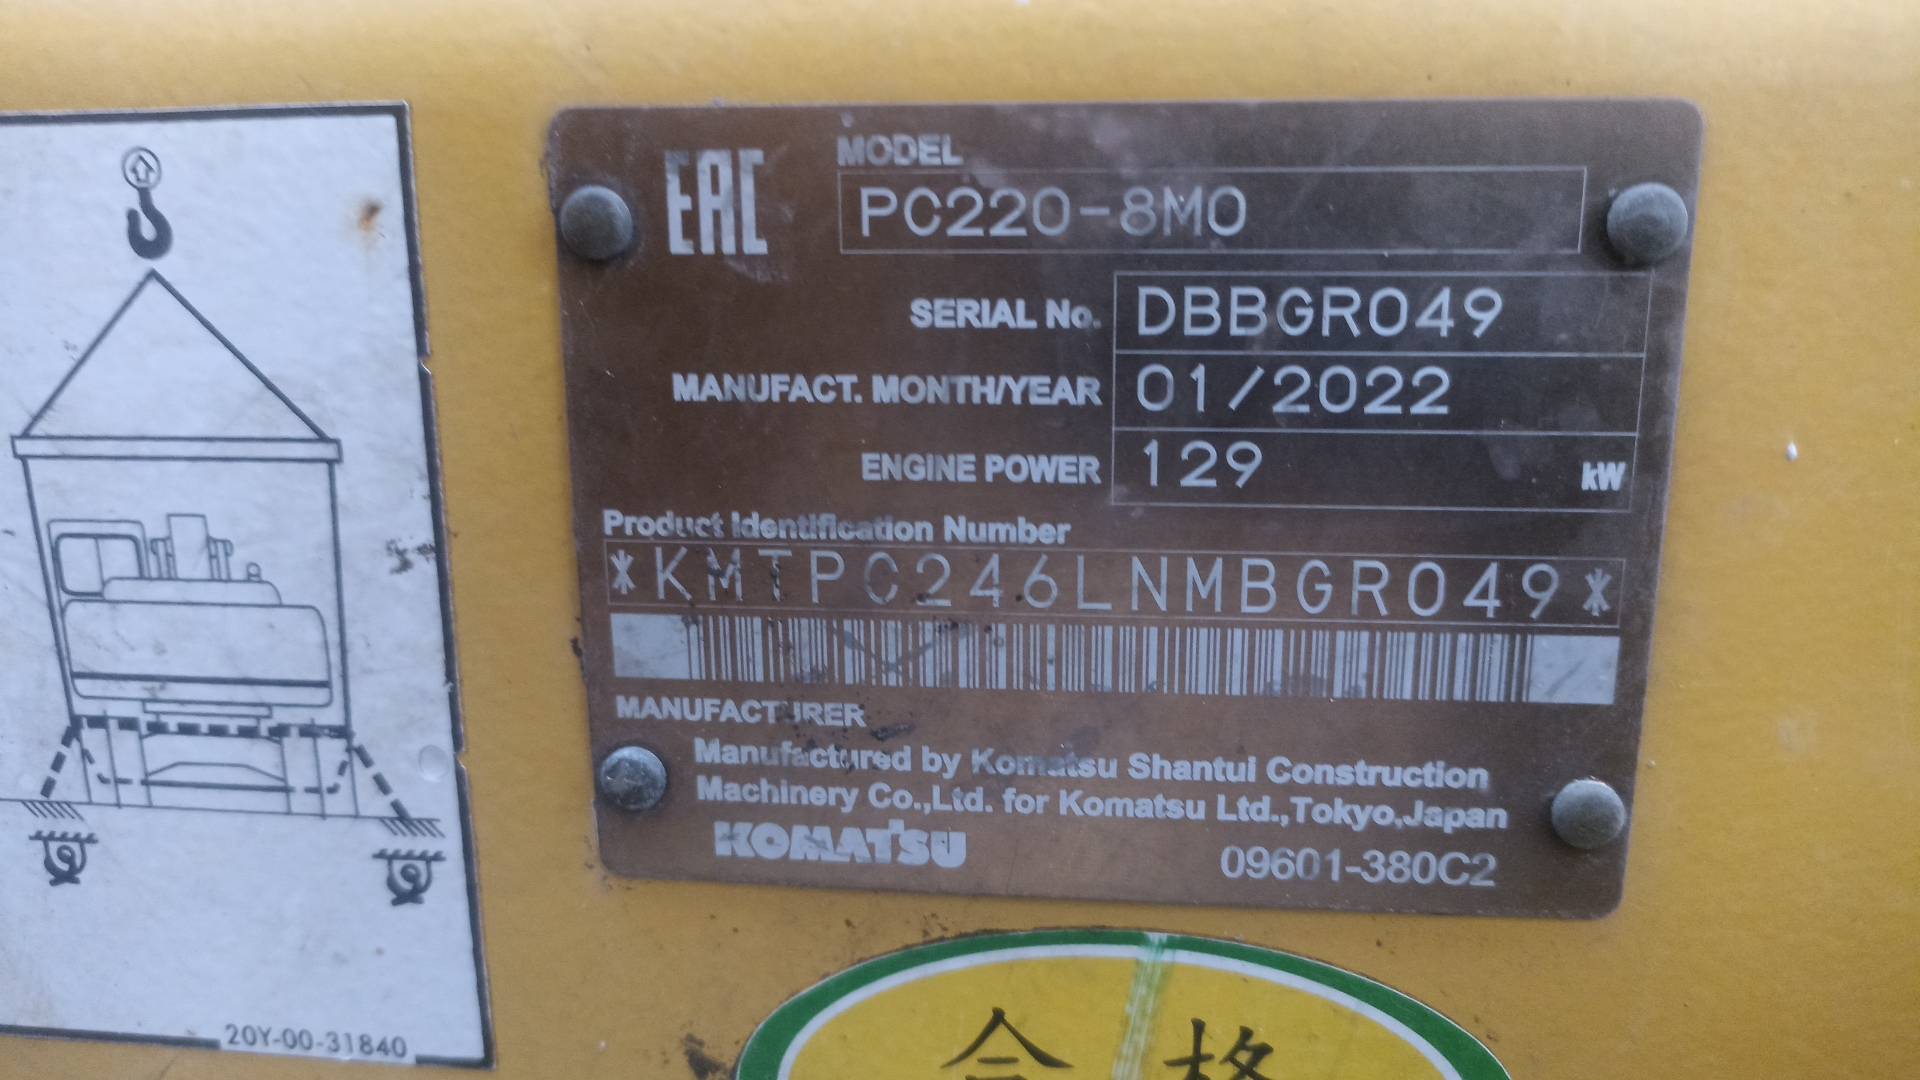 EAC
MODEL
PC220-8M0
SERIAL No. DBBGR049
MANUFACT. MONTH/YEAR 01/2022
ENGINE POWER 129 kW
Product Identification Number
*KMTPC246LNMBGR049*
MANUFACTURER
Manufactured by Komatsu Shantui Construction
Machinery Co.,Ltd. for Komatsu Ltd.,Tokyo,Japan
KOMATSU 09601-380C2
20Y-00-31840
合格